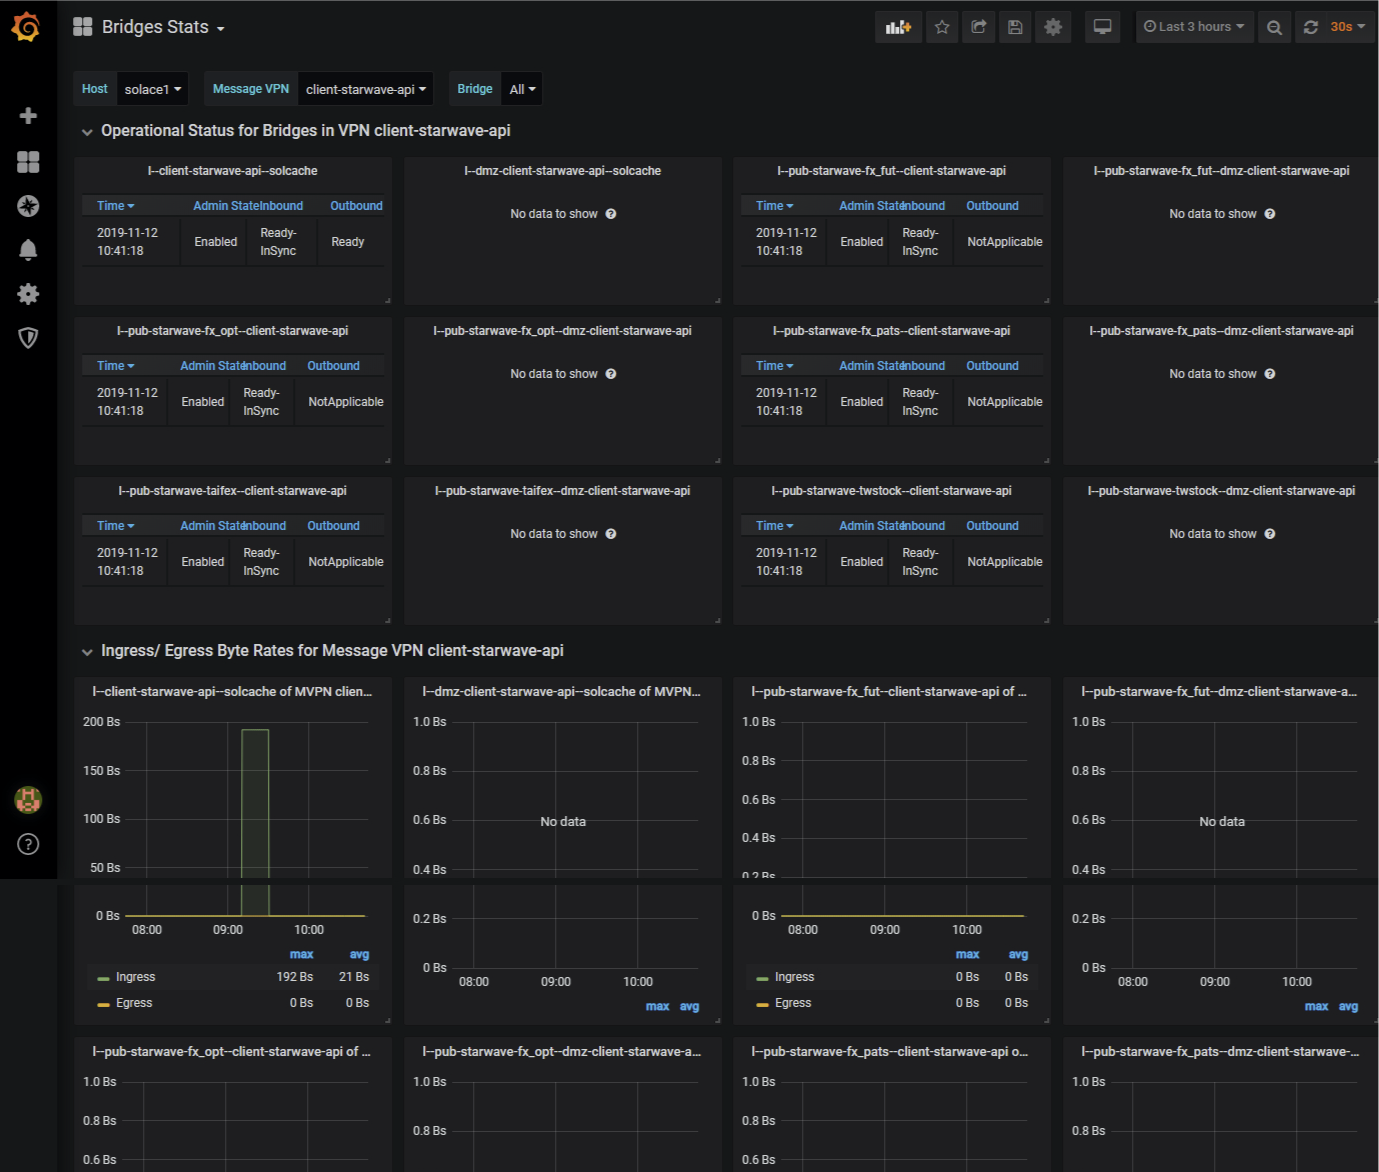 Bridges Stats
Last 3 hours
30s
Host solace1 Message VPN client-starwave-api Bridge All
Operational Status for Bridges in VPN client-starwave-api
l--client-starwave-api--solcache
Time Admin State Inbound Outbound
2019-11-12 10:41:18 Enabled Ready-InSync Ready
l--dmz-client-starwave-api--solcache
No data to show
l--pub-starwave-fx_fut--client-starwave-api
Time Admin State Inbound Outbound
2019-11-12 10:41:18 Enabled Ready-InSync NotApplicable
l--pub-starwave-fx_fut--dmz-client-starwave-api
No data to show
l--pub-starwave-fx_opt--client-starwave-api
Time Admin State Inbound Outbound
2019-11-12 10:41:18 Enabled Ready-InSync NotApplicable
l--pub-starwave-fx_opt--dmz-client-starwave-api
No data to show
l--pub-starwave-fx_pats--client-starwave-api
Time Admin State Inbound Outbound
2019-11-12 10:41:18 Enabled Ready-InSync NotApplicable
l--pub-starwave-fx_pats--dmz-client-starwave-api
No data to show
l--pub-starwave-taifex--client-starwave-api
Time Admin State Inbound Outbound
2019-11-12 10:41:18 Enabled Ready-InSync NotApplicable
l--pub-starwave-taifex--dmz-client-starwave-api
No data to show
l--pub-starwave-twstock--client-starwave-api
Time Admin State Inbound Outbound
2019-11-12 10:41:18 Enabled Ready-InSync NotApplicable
l--pub-starwave-twstock--dmz-client-starwave-api
No data to show
Ingress/ Egress Byte Rates for Message VPN client-starwave-api
l--client-starwave-api--solcache of MVPN clien...
200 Bs
150 Bs
100 Bs
50 Bs
0 Bs
08:00 09:00 10:00
max avg
Ingress 192 Bs 21 Bs
Egress 0 Bs 0 Bs
l--dmz-client-starwave-api--solcache of MVPN...
1.0 Bs
0.8 Bs
0.6 Bs
No data
0.4 Bs
0.2 Bs
0 Bs
08:00 09:00 10:00
max avg
l--pub-starwave-fx_fut--client-starwave-api of ...
1.0 Bs
0.8 Bs
0.6 Bs
0.4 Bs
0.2 Bs
0 Bs
08:00 09:00 10:00
max avg
Ingress 0 Bs 0 Bs
Egress 0 Bs 0 Bs
l--pub-starwave-fx_fut--dmz-client-starwave-a...
1.0 Bs
0.8 Bs
0.6 Bs
No data
0.4 Bs
0.2 Bs
0 Bs
08:00 09:00 10:00
max avg
l--pub-starwave-fx_opt--client-starwave-api of ...
1.0 Bs
0.8 Bs
0.6 Bs
l--pub-starwave-fx_opt--dmz-client-starwave-a...
1.0 Bs
0.8 Bs
l--pub-starwave-fx_pats--client-starwave-api o...
1.0 Bs
0.8 Bs
0.6 Bs
l--pub-starwave-fx_pats--dmz-client-starwave-...
1.0 Bs
0.8 Bs